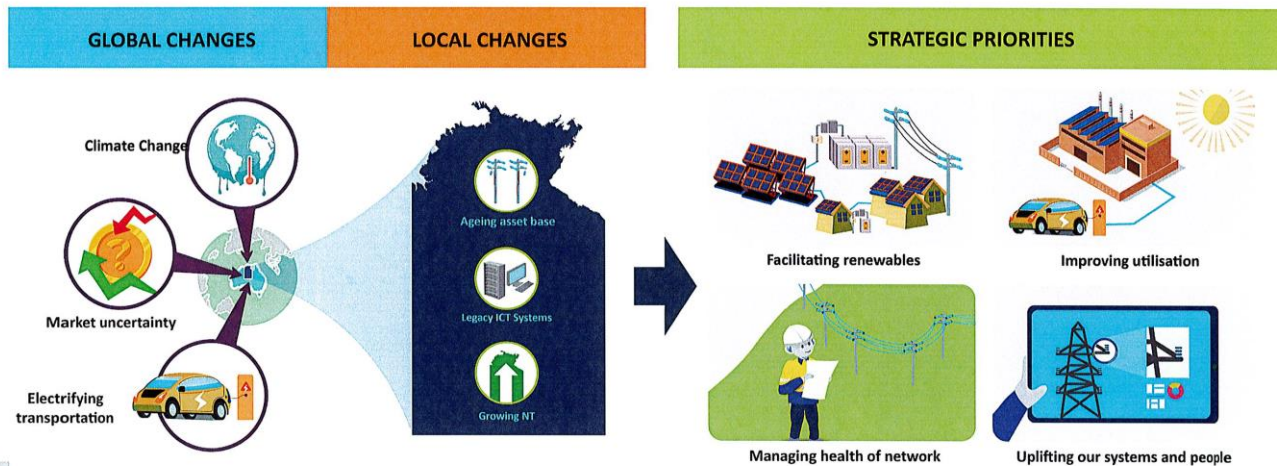 GLOBAL CHANGES
LOCAL CHANGES
STRATEGIC PRIORITIES
Climate Change
Market uncertainty
Electrifying
transportation
Ageing asset base
Legacy ICT Systems
Growing NT
Facilitating renewables
Improving utilisation
Managing health of network
Uplifting our systems and people